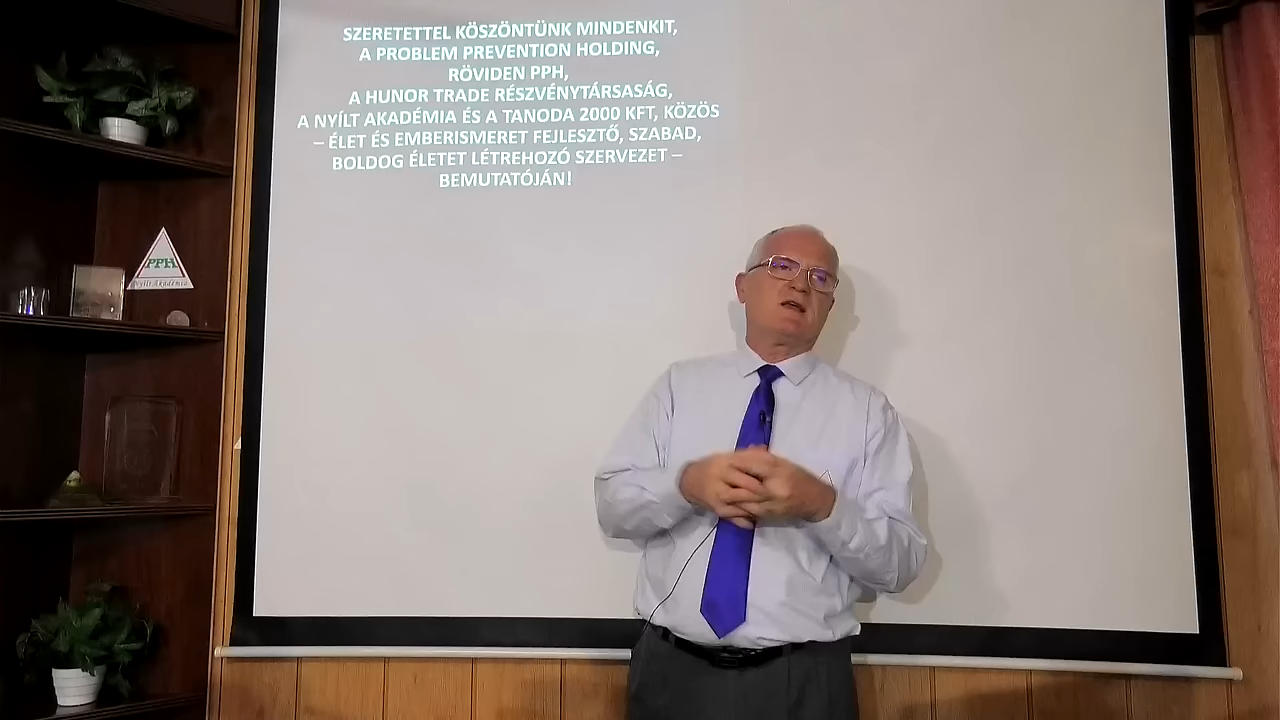 SZERETETTEL KÖSZÖNTÜNK MINDENKIT,
A PROBLEM PREVENTION HOLDING,
RÖVIDEN PPH,
A HUNOR TRADE RÉSZVÉNYTÁRSASÁG,
A NYÍLT AKADÉMIA ÉS A TANODA 2000 KFT, KÖZÖS
– ÉLET ÉS EMBERISMERET FEJLESZTŐ, SZABAD,
BOLDOG ÉLETET LÉTREHOZÓ SZERVEZET –
BEMUTATÓJÁN!
PPH
Nyílt Akadémia